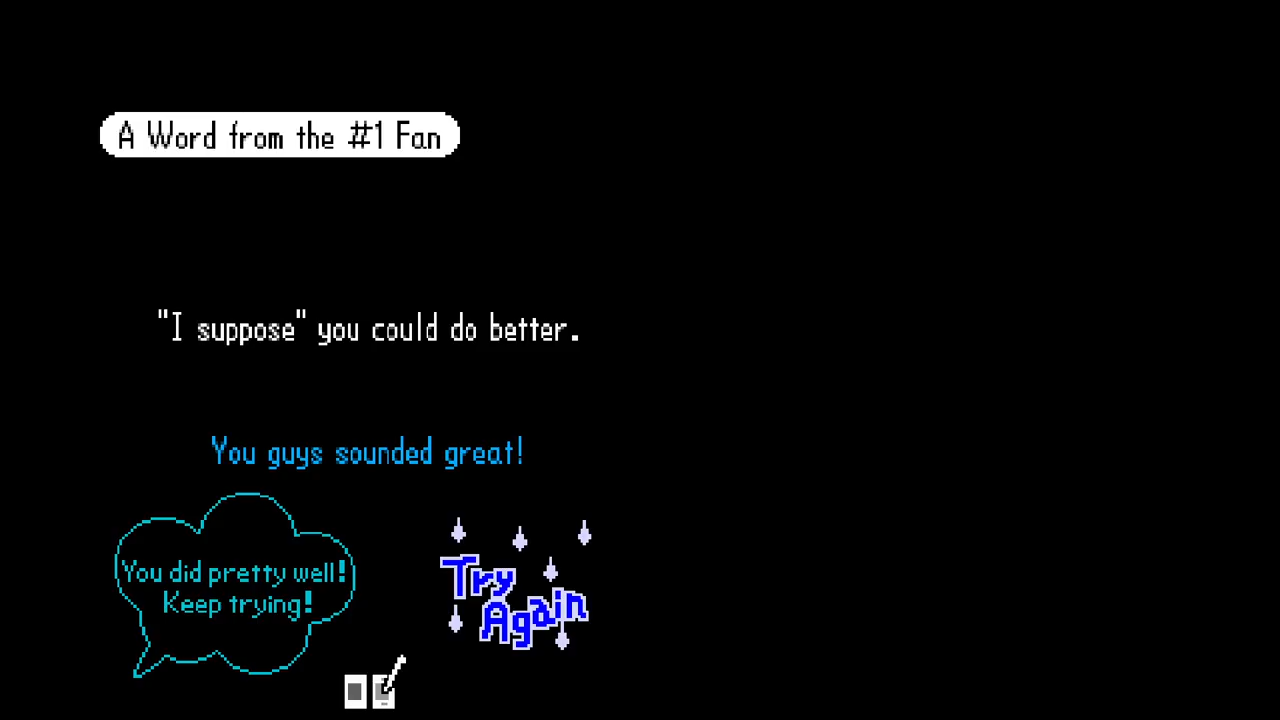 A Word from the #1 Fan
"I suppose" you could do better.
You guys sounded great!
You did pretty well!
Keep trying!
Try
Again